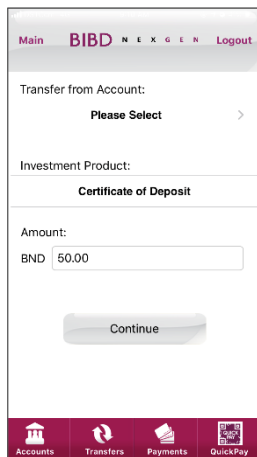 Main BIBD NEXGEN Logout
Transfer from Account:
Please Select
Investment Product:
Certificate of Deposit
Amount:
BND 50.00
Continue
QUICK PAY
Accounts Transfers Payments QuickPay